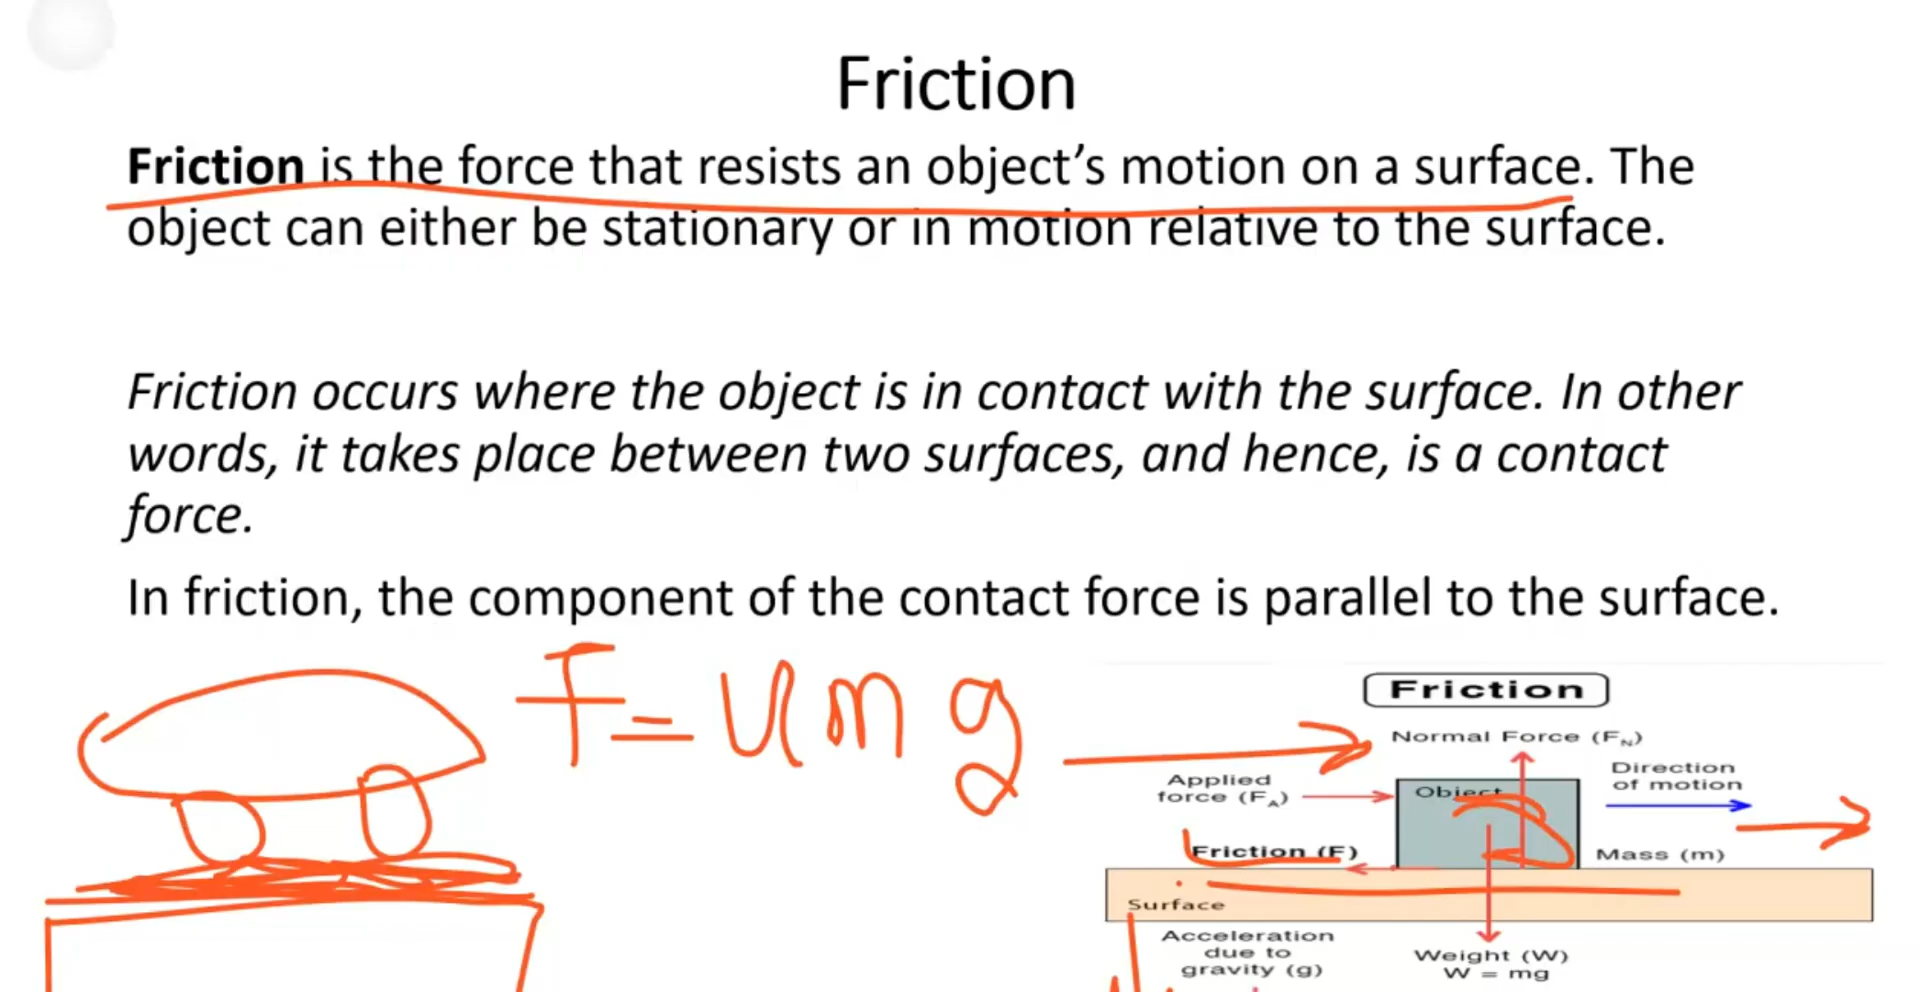 Friction
Friction is the force that resists an object’s motion on a surface. The
object can either be stationary or in motion relative to the surface.
Friction occurs where the object is in contact with the surface. In other
words, it takes place between two surfaces, and hence, is a contact
force.
In friction, the component of the contact force is parallel to the surface.
F = u m g
Friction
Normal Force (FN)
Applied
force (FA)
Object
Direction
of motion
Friction (F)
Mass (m)
Surface
Acceleration
due to
gravity (g)
Weight (W)
W = mg